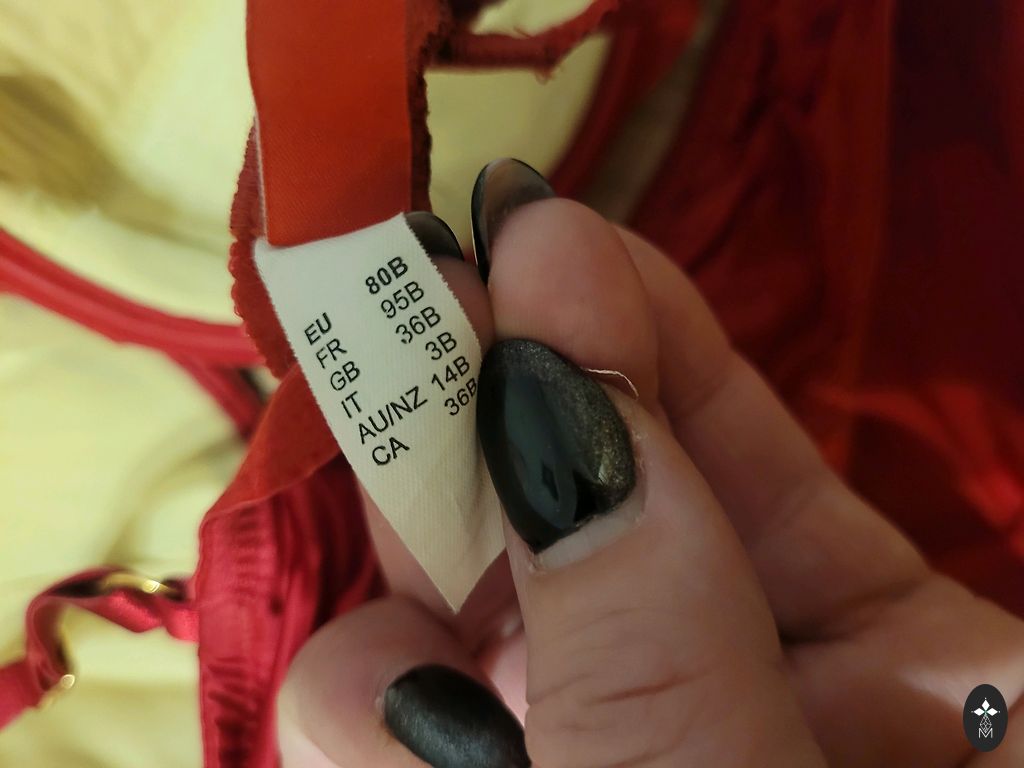 EU 80B
FR 95B
GB 36B
IT 3B
AU/NZ 14B
CA 36B
M